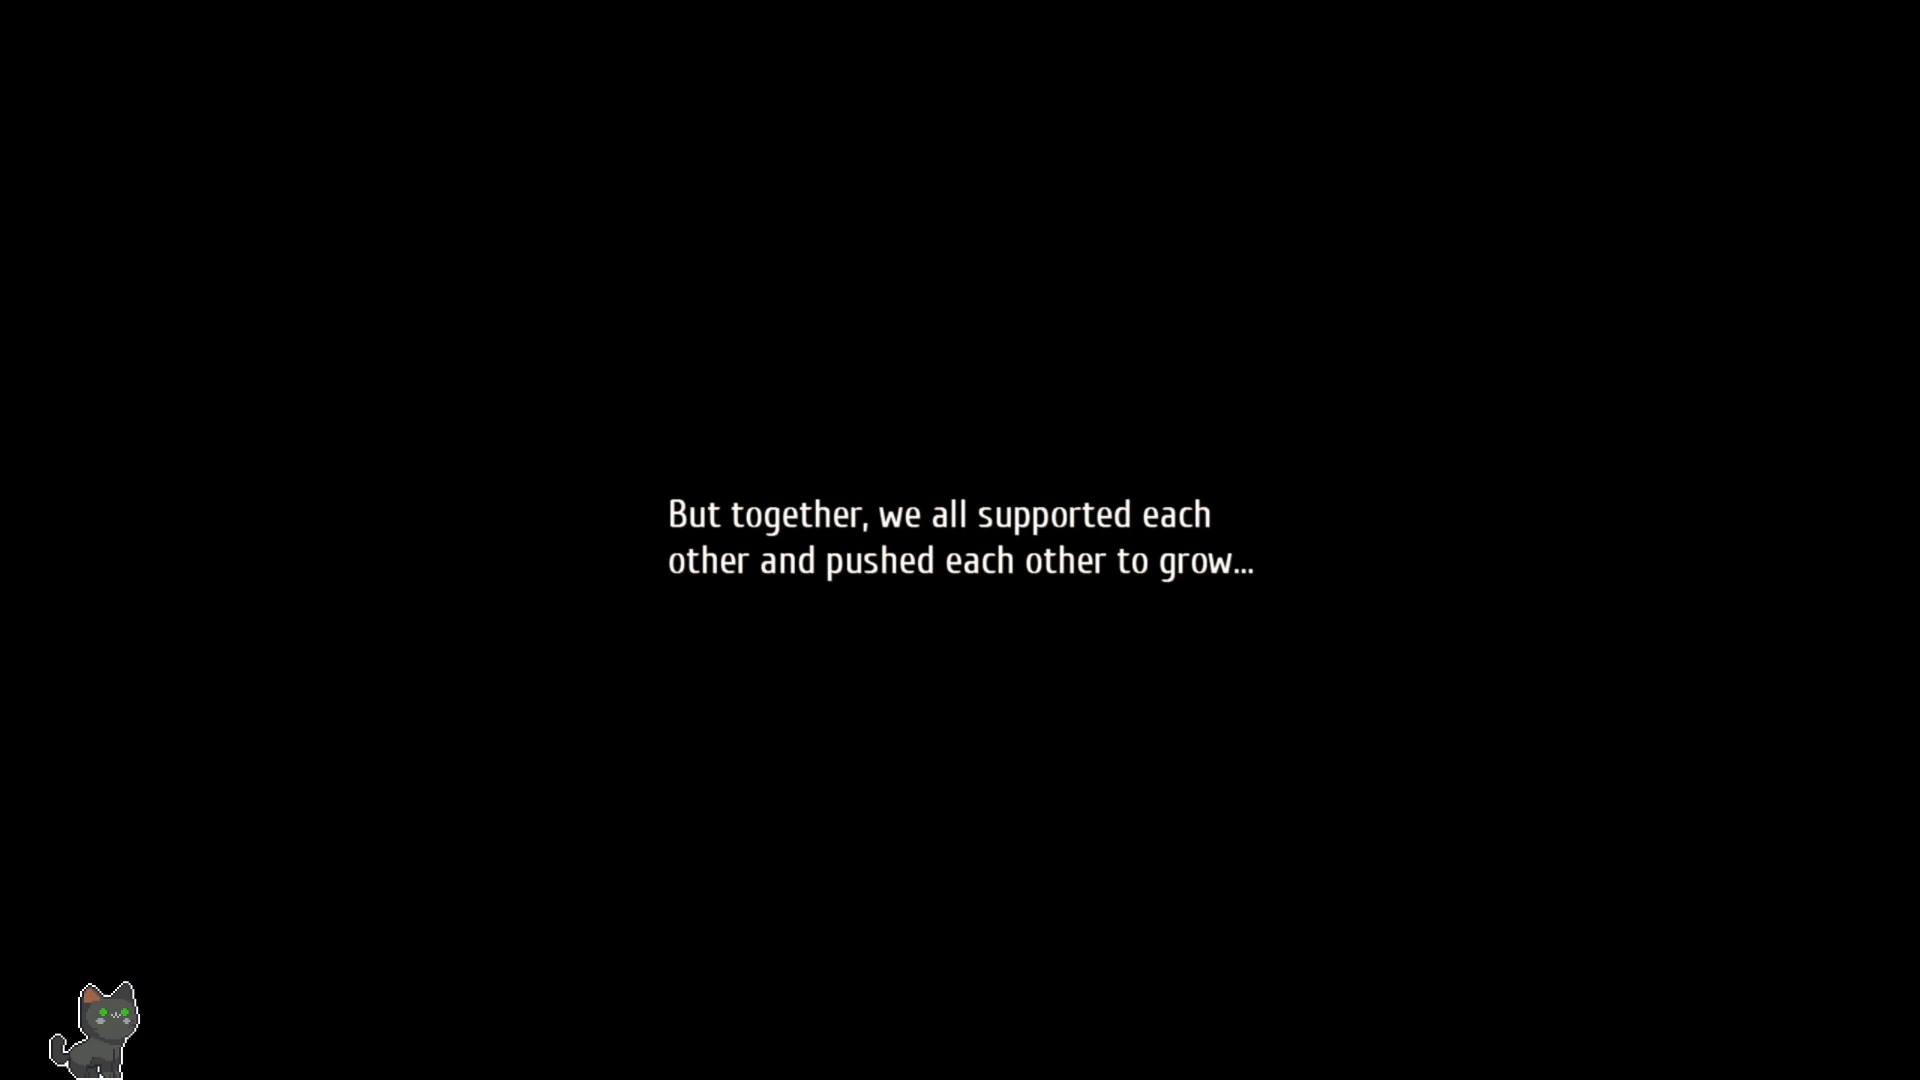 But together, we all supported each
other and pushed each other to grow...